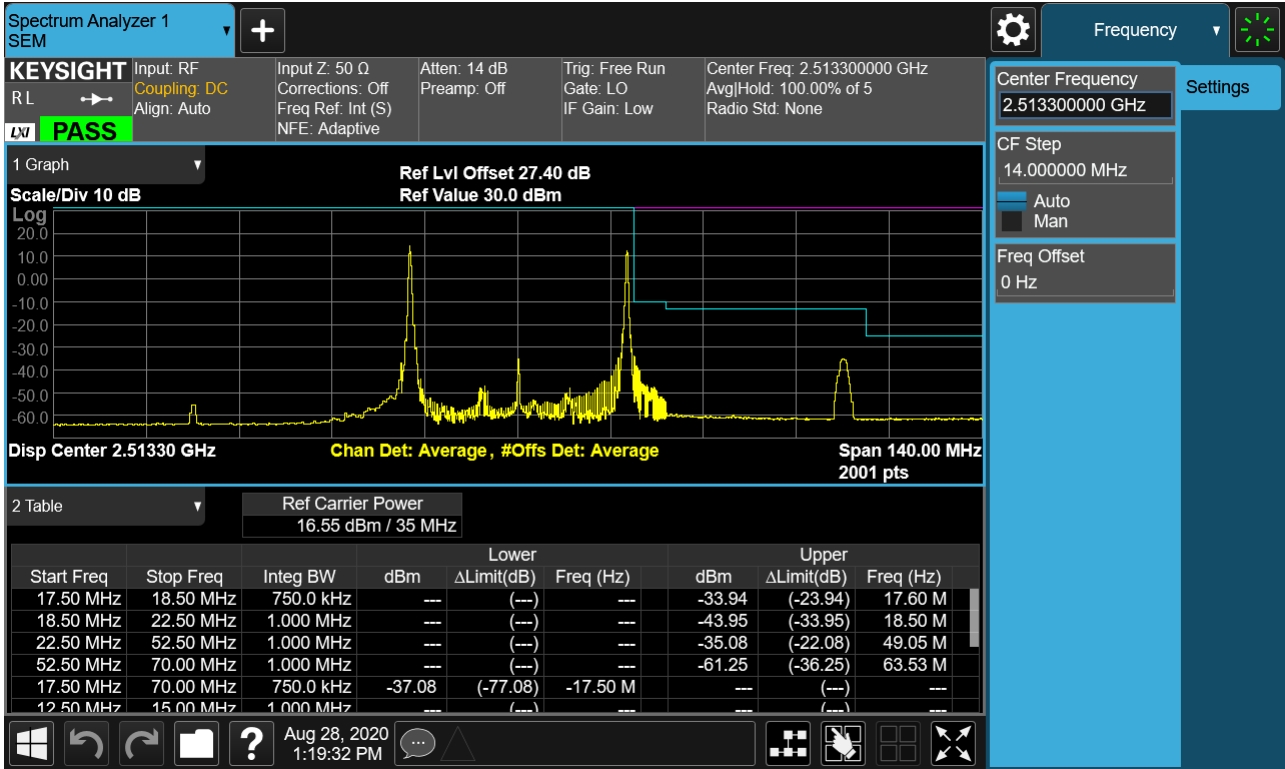 Spectrum Analyzer 1
SEM
Frequency
KEYSIGHT
R L
LXI
PASS
Input: RF
Coupling: DC
Align: Auto
Input Z: 50 Ω
Corrections: Off
Freq Ref: Int (S)
NFE: Adaptive
Atten: 14 dB
Preamp: Off
Trig: Free Run
Gate: LO
IF Gain: Low
Center Freq: 2.513300000 GHz
Avg|Hold: 100.00% of 5
Radio Std: None
Center Frequency
2.513300000 GHz
Settings
CF Step
14.000000 MHz
Auto
Man
Freq Offset
0 Hz
1 Graph
Scale/Div 10 dB
Ref Lvl Offset 27.40 dB
Ref Value 30.0 dBm
Log
20.0
10.0
0.00
-10.0
-20.0
-30.0
-40.0
-50.0
-60.0
Disp Center 2.51330 GHz
Chan Det: Average , #Offs Det: Average
Span 140.00 MHz
2001 pts
2 Table
Ref Carrier Power
16.55 dBm / 35 MHz
Lower Upper
Start Freq Stop Freq Integ BW dBm ΔLimit(dB) Freq (Hz) dBm ΔLimit(dB) Freq (Hz)
17.50 MHz 18.50 MHz 750.0 kHz --- (---) --- -33.94 (-23.94) 17.60 M
18.50 MHz 22.50 MHz 1.000 MHz --- (---) --- -43.95 (-33.95) 18.50 M
22.50 MHz 52.50 MHz 1.000 MHz --- (---) --- -35.08 (-22.08) 49.05 M
52.50 MHz 70.00 MHz 1.000 MHz --- (---) --- -61.25 (-36.25) 63.53 M
17.50 MHz 70.00 MHz 750.0 kHz -37.08 (-77.08) -17.50 M --- (---) ---
12.50 MHz 15.00 MHz 1.000 MHz --- (---) --- --- (---) ---
?
Aug 28, 2020
1:19:32 PM